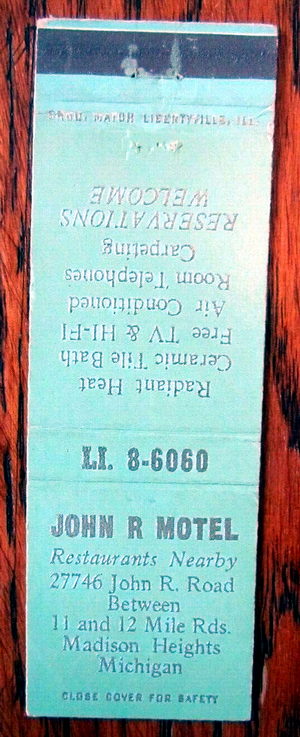 MATCH LIBERTYVILLE, ILL.
Radiant Heat
Ceramic Tile Bath
Free TV & HI-FI
Air Conditioned
Room Telephones
Carpeting
RESERVATIONS
WELCOME
LI. 8-6060
JOHN R MOTEL
Restaurants Nearby
27746 John R. Road
Between
11 and 12 Mile Rds.
Madison Heights
Michigan
CLOSE COVER FOR SAFETY